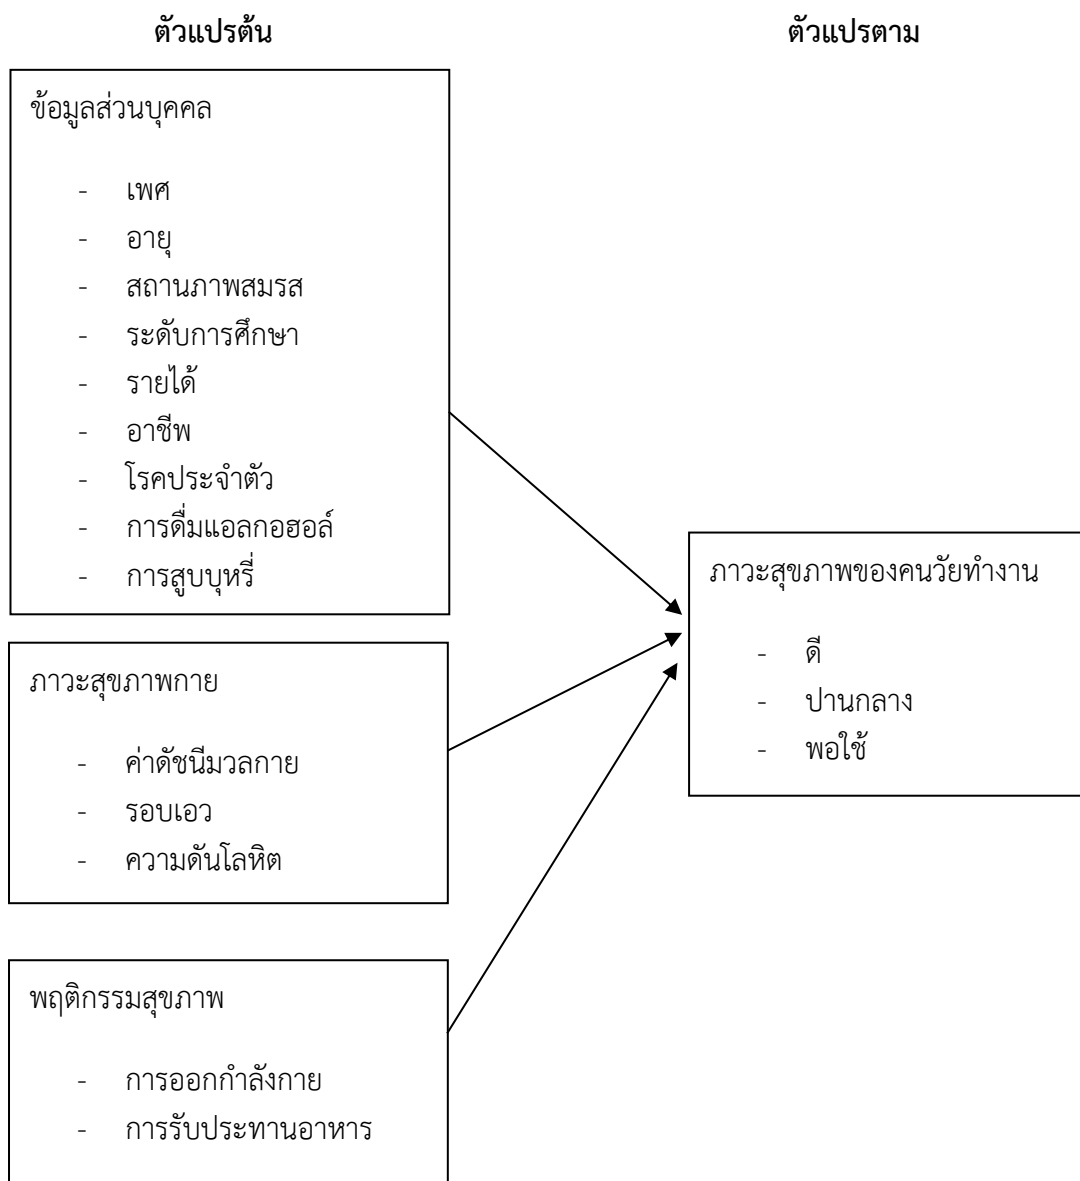 ตัวแปรต้น
ตัวแปรตาม
ข้อมูลส่วนบุคคล
- เพศ
- อายุ
- สถานภาพสมรส
- ระดับการศึกษา
- รายได้
- อาชีพ
- โรคประจำตัว
- การดื่มแอลกอฮอล์
- การสูบบุหรี่
ภาวะสุขภาพกาย
- ค่าดัชนีมวลกาย
- รอบเอว
- ความดันโลหิต
พฤติกรรมสุขภาพ
- การออกกำลังกาย
- การรับประทานอาหาร
ภาวะสุขภาพของคนวัยทำงาน
- ดี
- ปานกลาง
- พอใช้